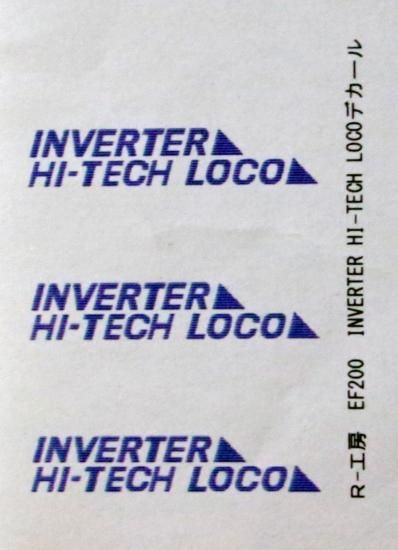 INVERTER
HI-TECH LOCO
INVERTER
HI-TECH LOCO
INVERTER
HI-TECH LOCO
R-工房 EF200 INVERTER HI-TECH LOCOデカール